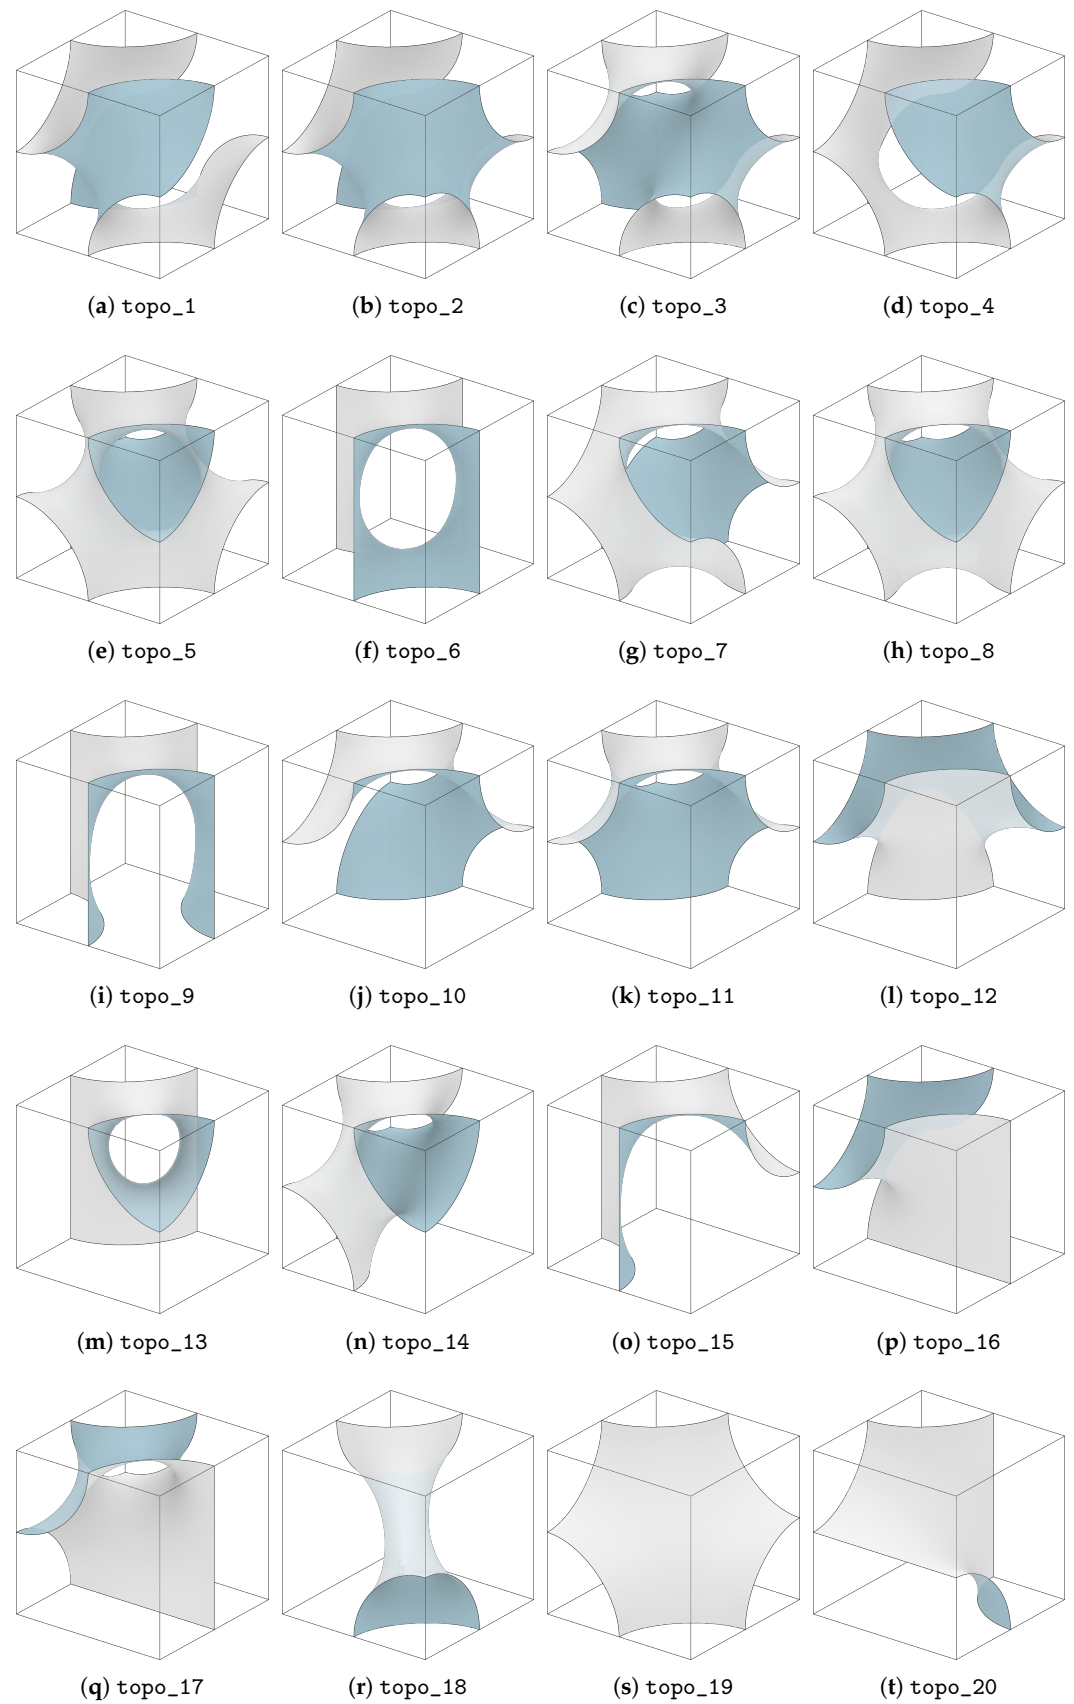 (a) topo_1 (b) topo_2 (c) topo_3 (d) topo_4
(e) topo_5 (f) topo_6 (g) topo_7 (h) topo_8
(i) topo_9 (j) topo_10 (k) topo_11 (l) topo_12
(m) topo_13 (n) topo_14 (o) topo_15 (p) topo_16
(q) topo_17 (r) topo_18 (s) topo_19 (t) topo_20